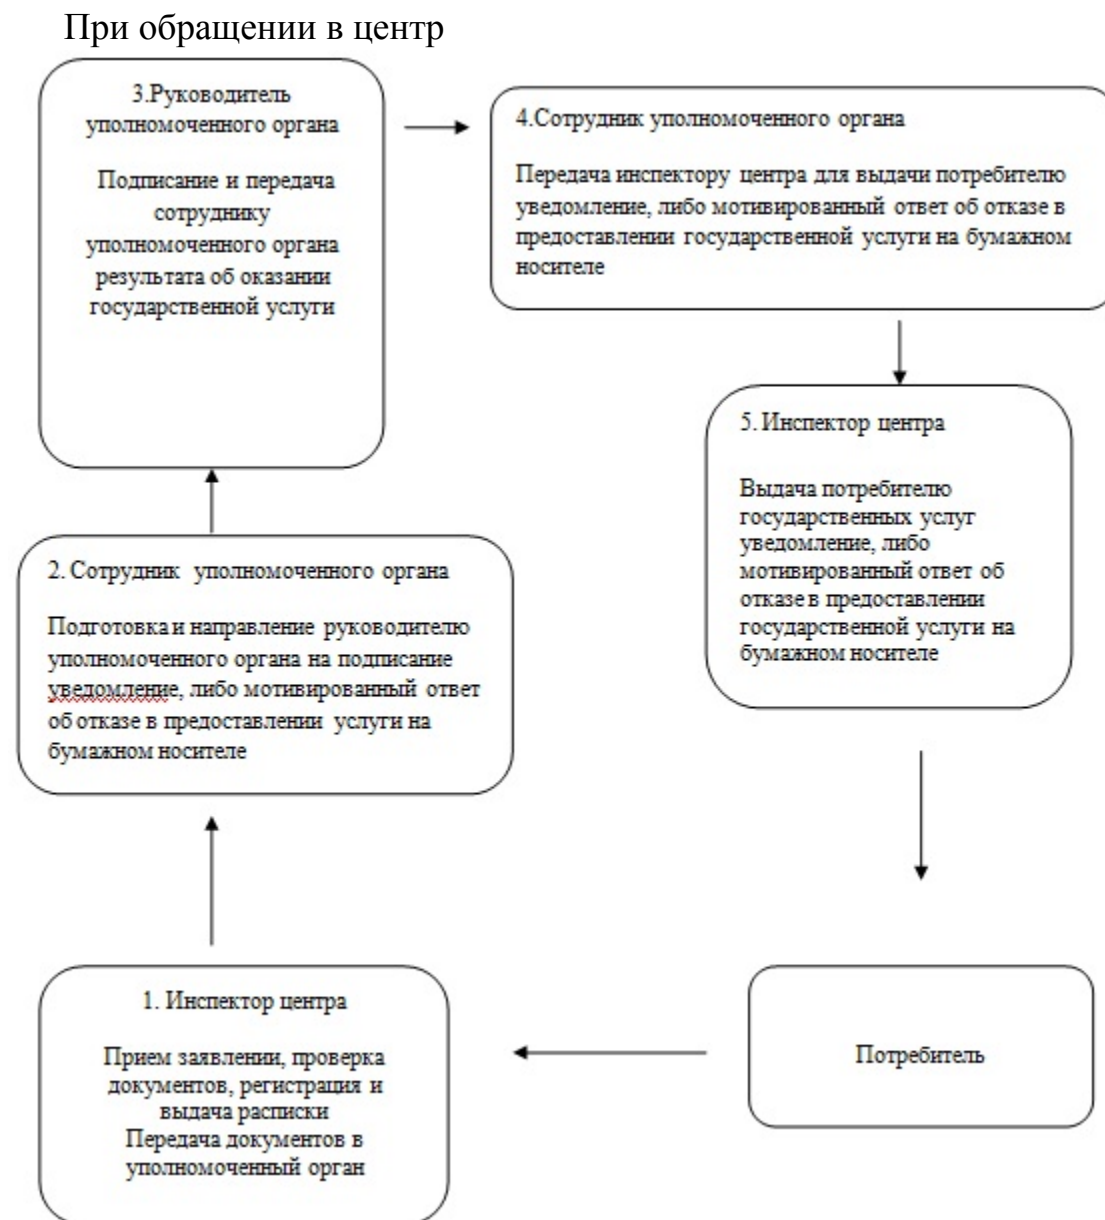 При обращении в центр
3.Руководитель
уполномоченного органа
Подписание и передача
сотруднику
уполномоченного органа
результата об оказании
государственной услуги
4.Сотрудник уполномоченного органа
Передача инспектору центра для выдачи потребителю
уведомление, либо мотивированный ответ об отказе в
предоставлении государственной услуги на бумажном
носителе
5. Инспектор центра
Выдача потребителю
государственных услуг
уведомление, либо
мотивированный ответ об
отказе в предоставлении
государственной услуги на
бумажном носителе
2. Сотрудник уполномоченного органа
Подготовка и направление руководителю
уполномоченного органа на подписание
уведомление, либо мотивированный ответ
об отказе в предоставлении услуги на
бумажном носителе
1. Инспектор центра
Прием заявлении, проверка
документов, регистрация и
выдача расписки
Передача документов в
уполномоченный орган
Потребитель